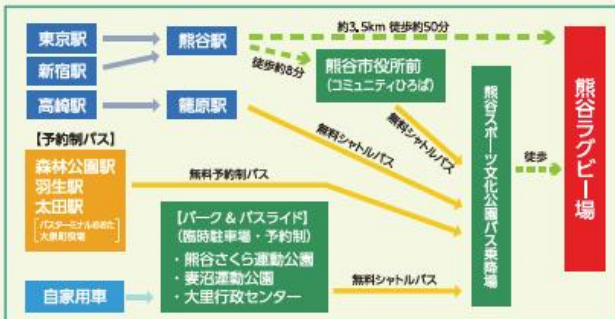 東京駅
新宿駅
高崎駅
熊谷駅
籠原駅
約3.5km 徒歩約50分
徒歩約8分
熊谷市役所前
(コミュニティひろば)
無料シャトルバス
無料シャトルバス
【予約制バス】
森林公園駅
羽生駅
太田駅
バスターミナルおおた
大泉町役場
無料予約制バス
【パーク&バスライド】
(臨時駐車場・予約制)
・熊谷さくら運動公園
・妻沼運動公園
・大里行政センター
自家用車
無料シャトルバス
熊谷スポーツ文化公園バス乗降場
徒歩
熊谷ラグビー場